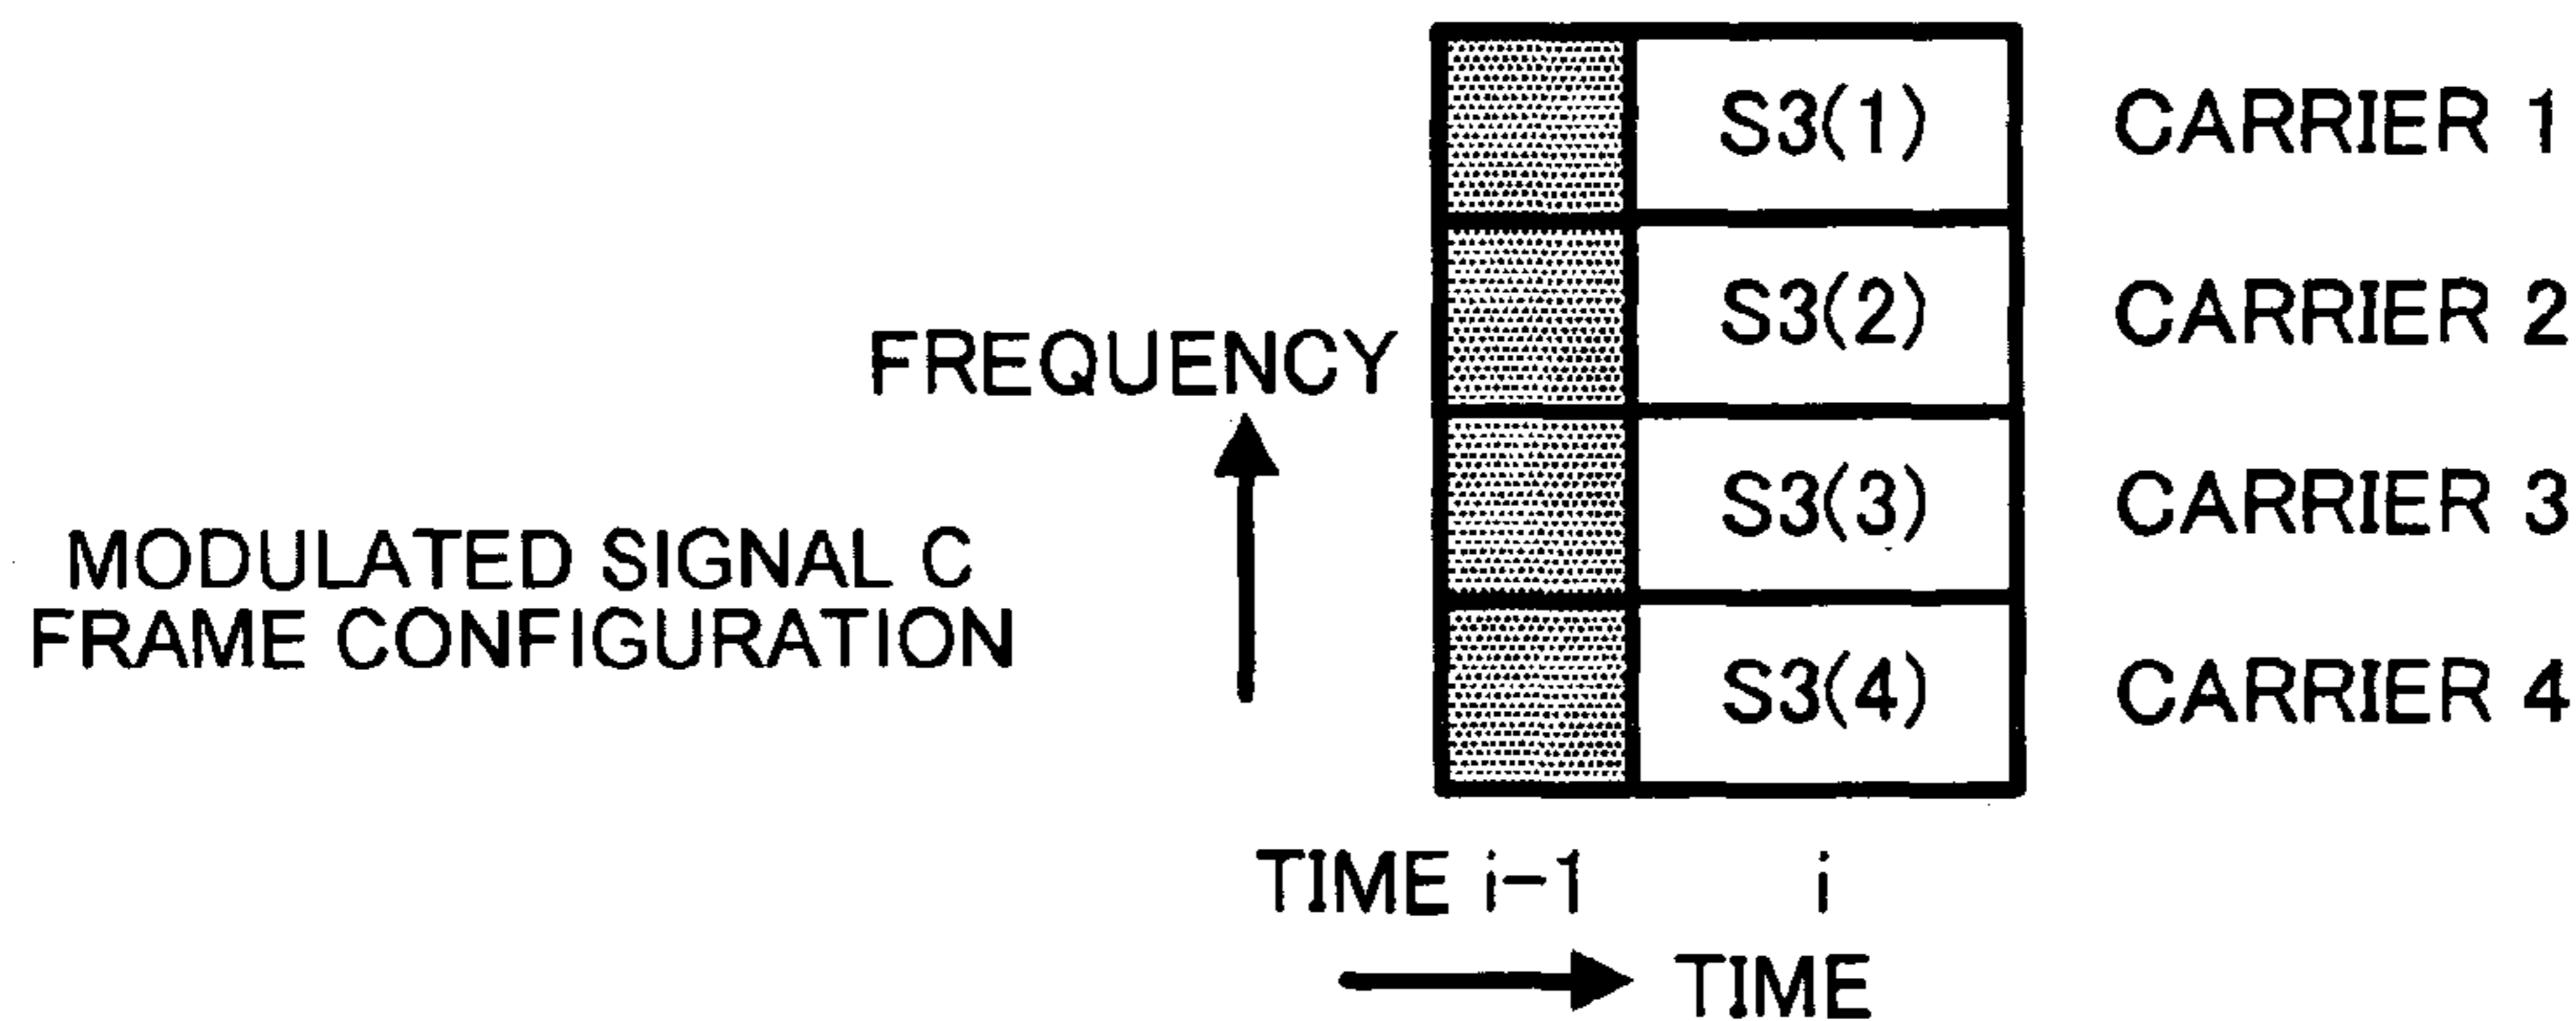 S3(1) CARRIER 1
S3(2) CARRIER 2
FREQUENCY
S3(3) CARRIER 3
MODULATED SIGNAL C
FRAME CONFIGURATION
S3(4) CARRIER 4
TIME i-1 i
TIME